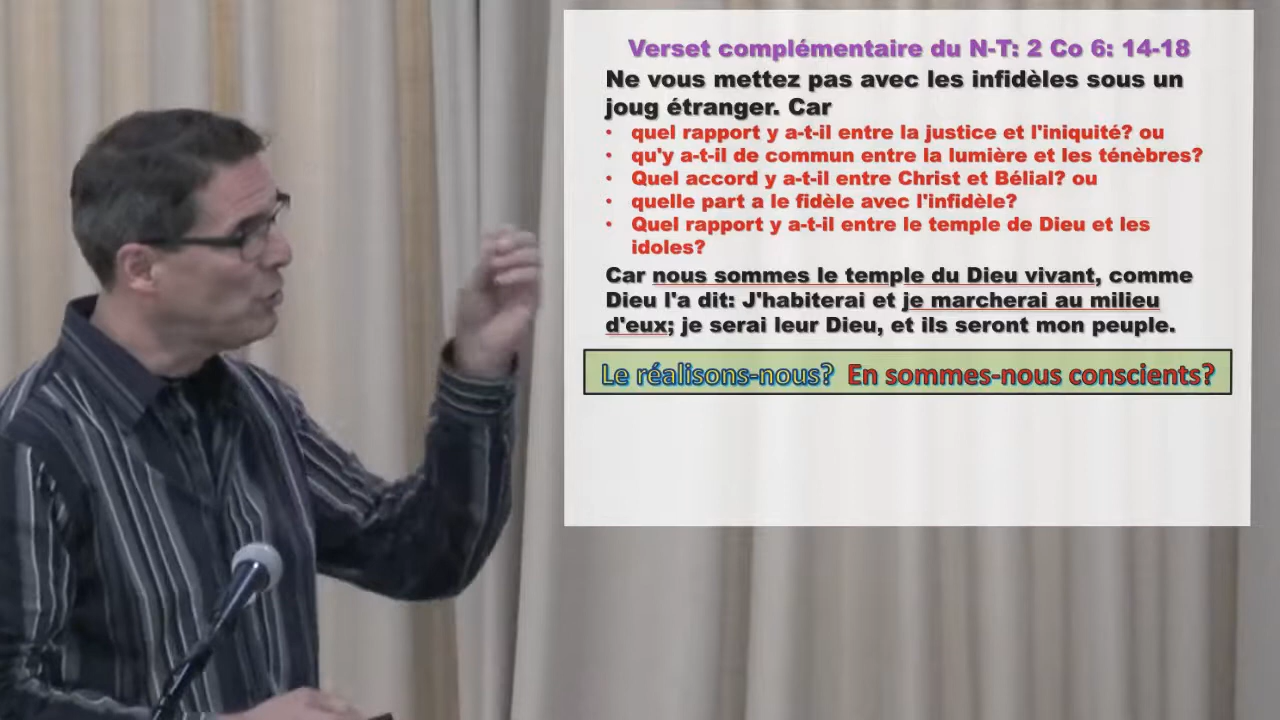 Verset complémentaire du N-T: 2 Co 6: 14-18
Ne vous mettez pas avec les infidèles sous un
joug étranger. Car
• quel rapport y a-t-il entre la justice et l'iniquité? ou
• qu'y a-t-il de commun entre la lumière et les ténèbres?
• Quel accord y a-t-il entre Christ et Bélial? ou
• quelle part a le fidèle avec l'infidèle?
• Quel rapport y a-t-il entre le temple de Dieu et les
idoles?
Car nous sommes le temple du Dieu vivant, comme
Dieu l'a dit: J'habiterai et je marcherai au milieu
d'eux; je serai leur Dieu, et ils seront mon peuple.
Le réalisons-nous? En sommes-nous conscients?